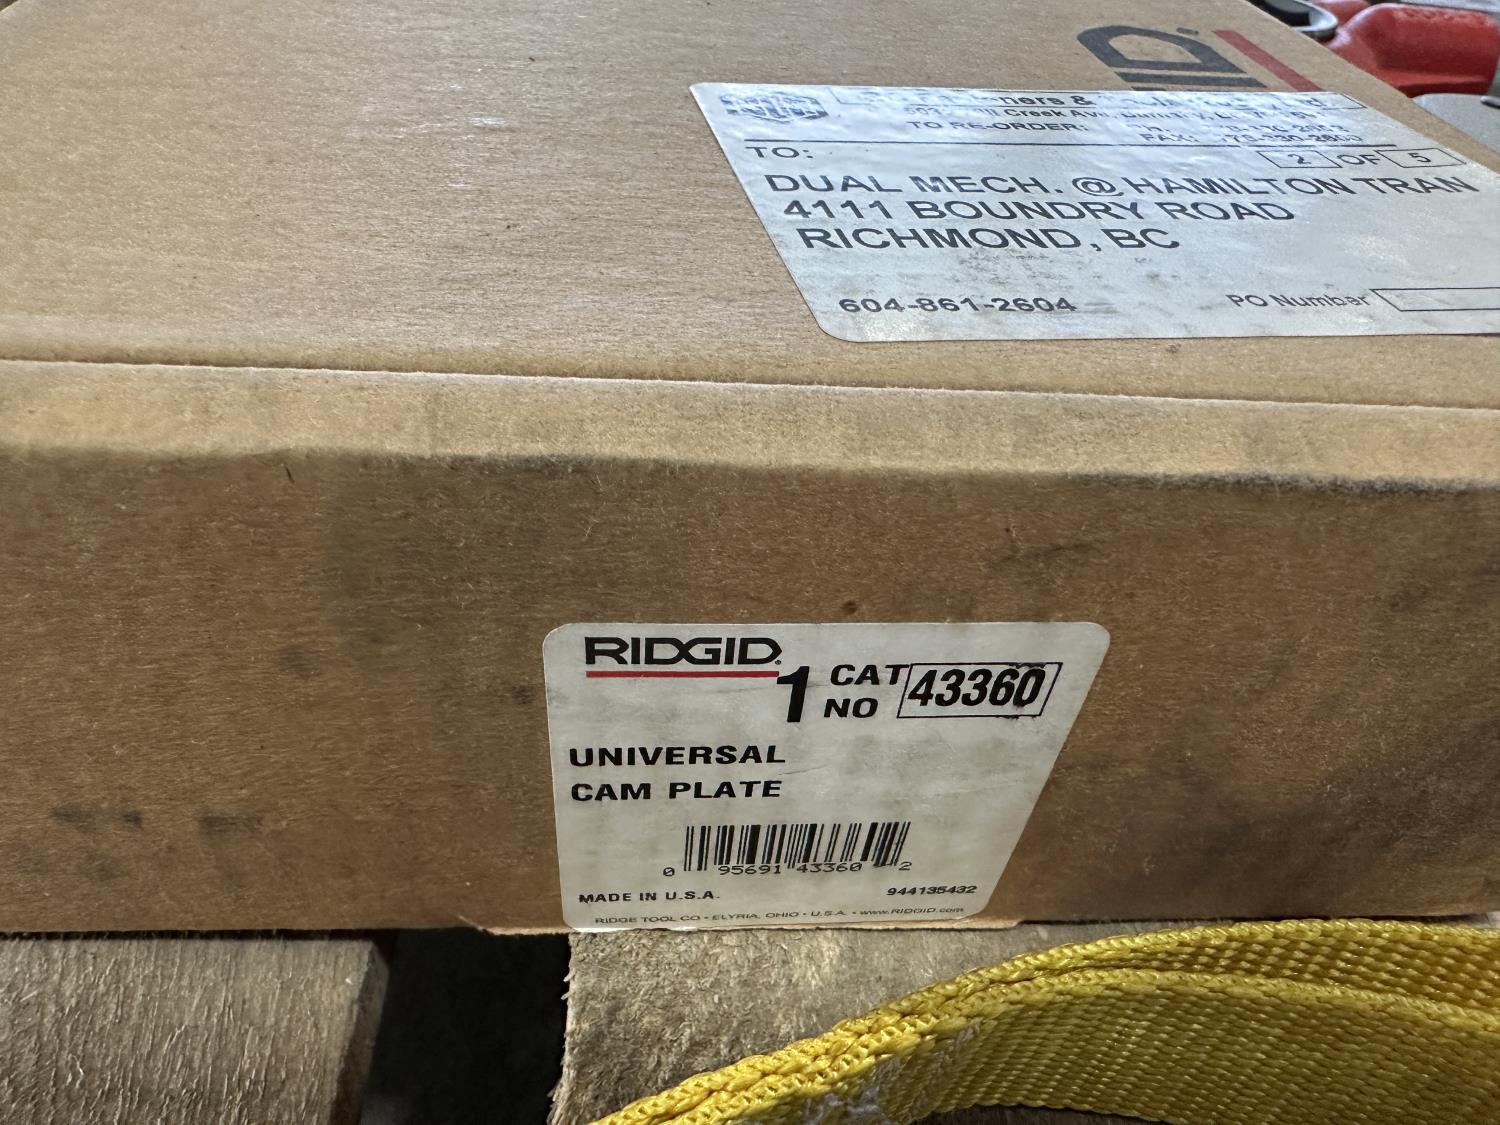 ID
TO RE-ORDER:
FAX:
TO:
2 OF 5
DUAL MECH. @ HAMILTON TRAN
4111 BOUNDRY ROAD
RICHMOND, BC
604-861-2604
PO Number
RIDGID
1 CAT NO 43360
UNIVERSAL
CAM PLATE
0 95691 43360 2
MADE IN U.S.A.
944135432
RIDGE TOOL CO • ELYRIA, OHIO • U.S.A. • www.RIDGID.com